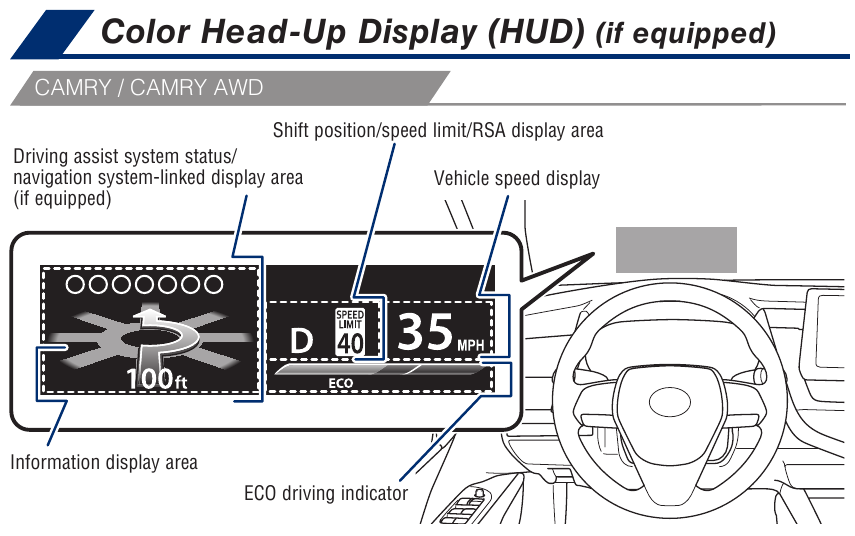 Color Head-Up Display (HUD) (if equipped)
CAMRY / CAMRY AWD
Shift position/speed limit/RSA display area
Driving assist system status/
navigation system-linked display area
(if equipped)
Vehicle speed display
SPEED
LIMIT
40
D
35 MPH
100ft
ECO
Information display area
ECO driving indicator